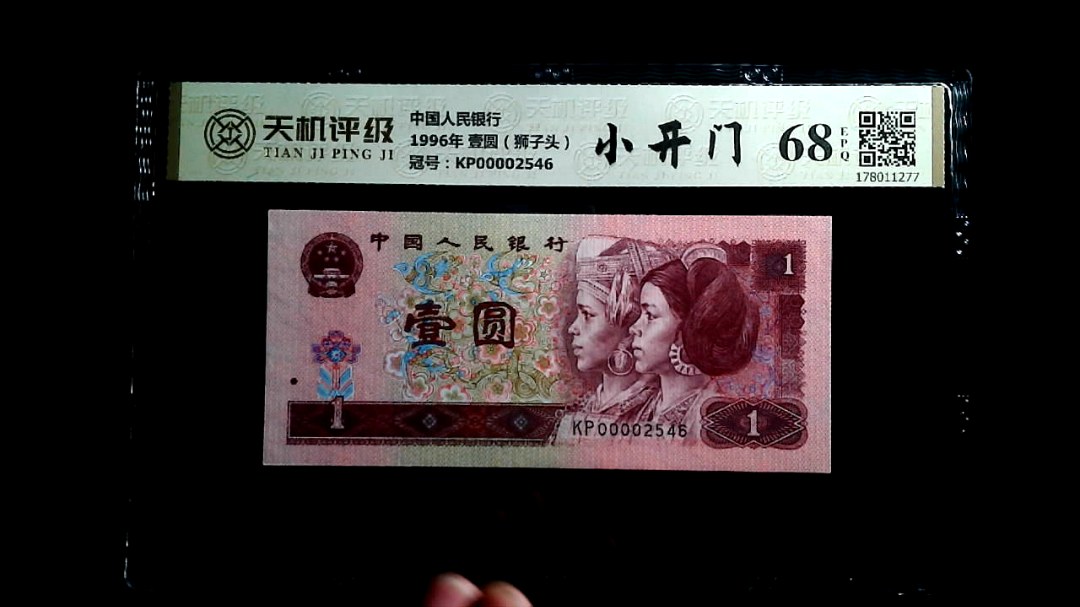 天机评级
TIAN JI PING JI
中国人民银行
1996年 壹圆（狮子头）
冠号：KP00002546
小开门
68
EPQ
178011277
中国人民银行
1
壹圆
1
KP00002546
1